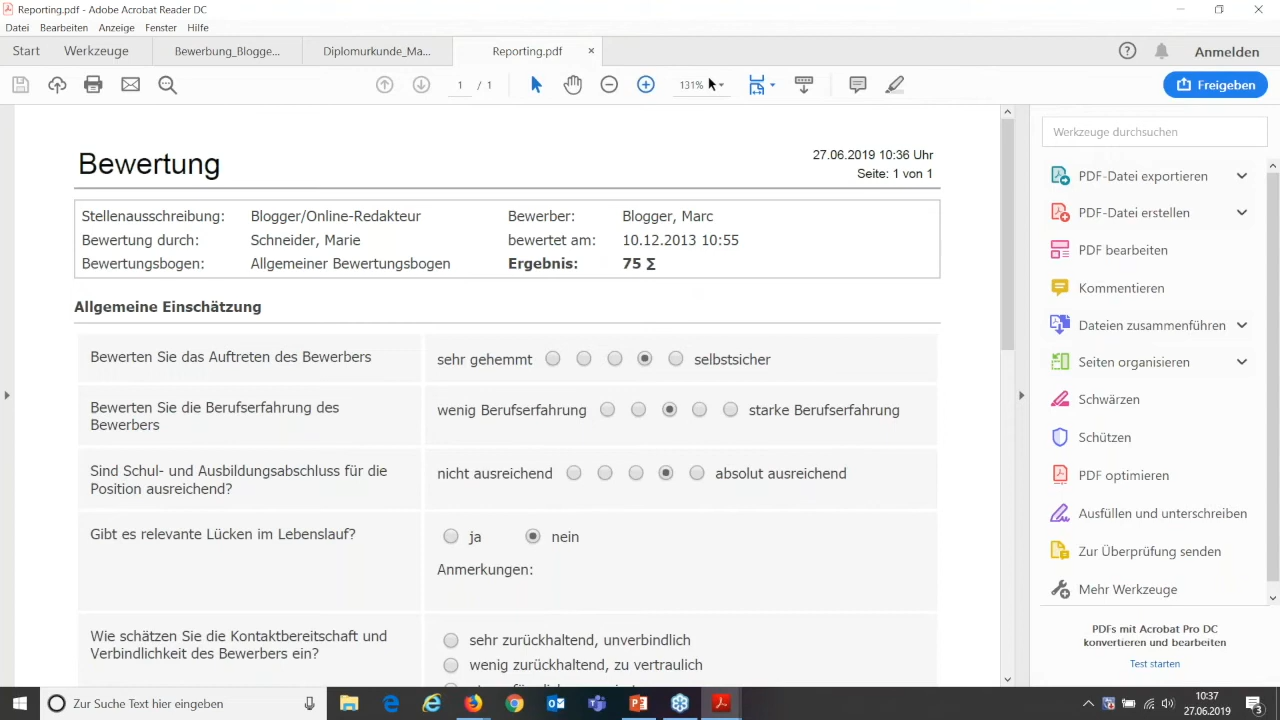 Reporting.pdf - Adobe Acrobat Reader DC
Datei Bearbeiten Anzeige Fenster Hilfe
Start Werkzeuge Bewerbung_Blogge... Diplomurkunde_Ma... Reporting.pdf × Anmelden
1 / 1 131% Freigeben
Bewertung
27.06.2019 10:36 Uhr
Seite: 1 von 1
Stellenausschreibung: Blogger/Online-Redakteur Bewerber: Blogger, Marc
Bewertung durch: Schneider, Marie bewertet am: 10.12.2013 10:55
Bewertungsbogen: Allgemeiner Bewertungsbogen Ergebnis: 75 Σ
Allgemeine Einschätzung
Bewerten Sie das Auftreten des Bewerbers
sehr gehemmt selbstsicher
Bewerten Sie die Berufserfahrung des
Bewerbers
wenig Berufserfahrung starke Berufserfahrung
Sind Schul- und Ausbildungsabschluss für die
Position ausreichend?
nicht ausreichend absolut ausreichend
Gibt es relevante Lücken im Lebenslauf?
ja nein
Anmerkungen:
Wie schätzen Sie die Kontaktbereitschaft und
Verbindlichkeit des Bewerbers ein?
sehr zurückhaltend, unverbindlich
wenig zurückhaltend, zu vertraulich
Werkzeuge durchsuchen
PDF-Datei exportieren
PDF-Datei erstellen
PDF bearbeiten
Kommentieren
Dateien zusammenführen
Seiten organisieren
Schwärzen
Schützen
PDF optimieren
Ausfüllen und unterschreiben
Zur Überprüfung senden
Mehr Werkzeuge
PDFs mit Acrobat Pro DC
konvertieren und bearbeiten
Test starten
Zur Suche Text hier eingeben
10:37
27.06.2019
3